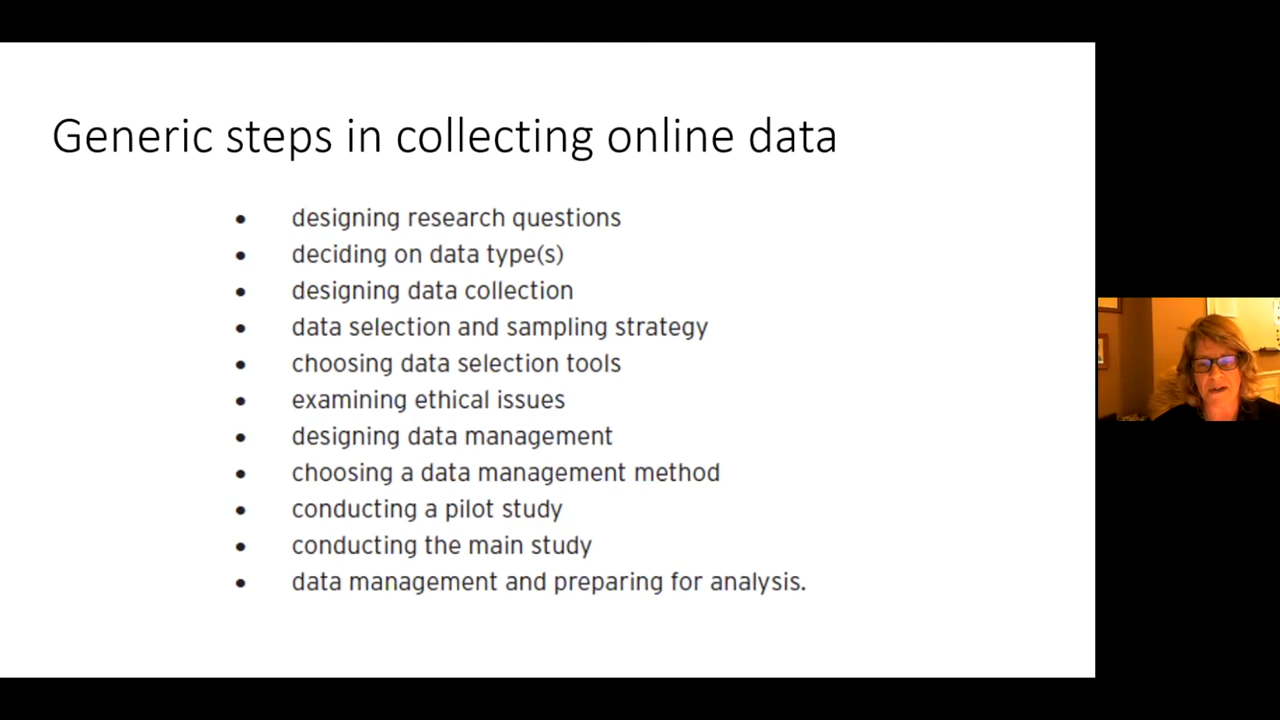 Generic steps in collecting online data
• designing research questions
• deciding on data type(s)
• designing data collection
• data selection and sampling strategy
• choosing data selection tools
• examining ethical issues
• designing data management
• choosing a data management method
• conducting a pilot study
• conducting the main study
• data management and preparing for analysis.